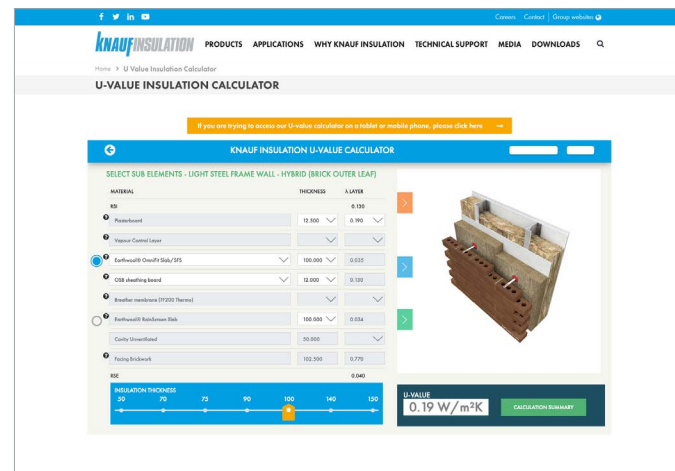 Careers Contact Group websites
KNAUFINSULATION PRODUCTS APPLICATIONS WHY KNAUF INSULATION TECHNICAL SUPPORT MEDIA DOWNLOADS
Home > U Value Insulation Calculator
U-VALUE INSULATION CALCULATOR
If you are trying to access our U-value calculator on a tablet or mobile phone, please click here
KNAUF INSULATION U-VALUE CALCULATOR
SELECT SUB ELEMENTS - LIGHT STEEL FRAME WALL - HYBRID (BRICK OUTER LEAF)
MATERIAL THICKNESS λ LAYER
RSI 0.130
Plasterboard 12.500 0.190
Vapour Control Layer
Earthwool® OmniFit Slab/SFS 100.000 0.035
OSB sheathing board 12.000 0.130
Breather membrane (TF200 Thermo)
Earthwool® RainScreen Slab 100.000 0.034
Cavity Unventilated 50.000
Facing Brickwork 102.500 0.770
RSE 0.040
INSULATION THICKNESS
50 70 75 90 100 140 150
U-VALUE
0.19 W/m²K CALCULATION SUMMARY